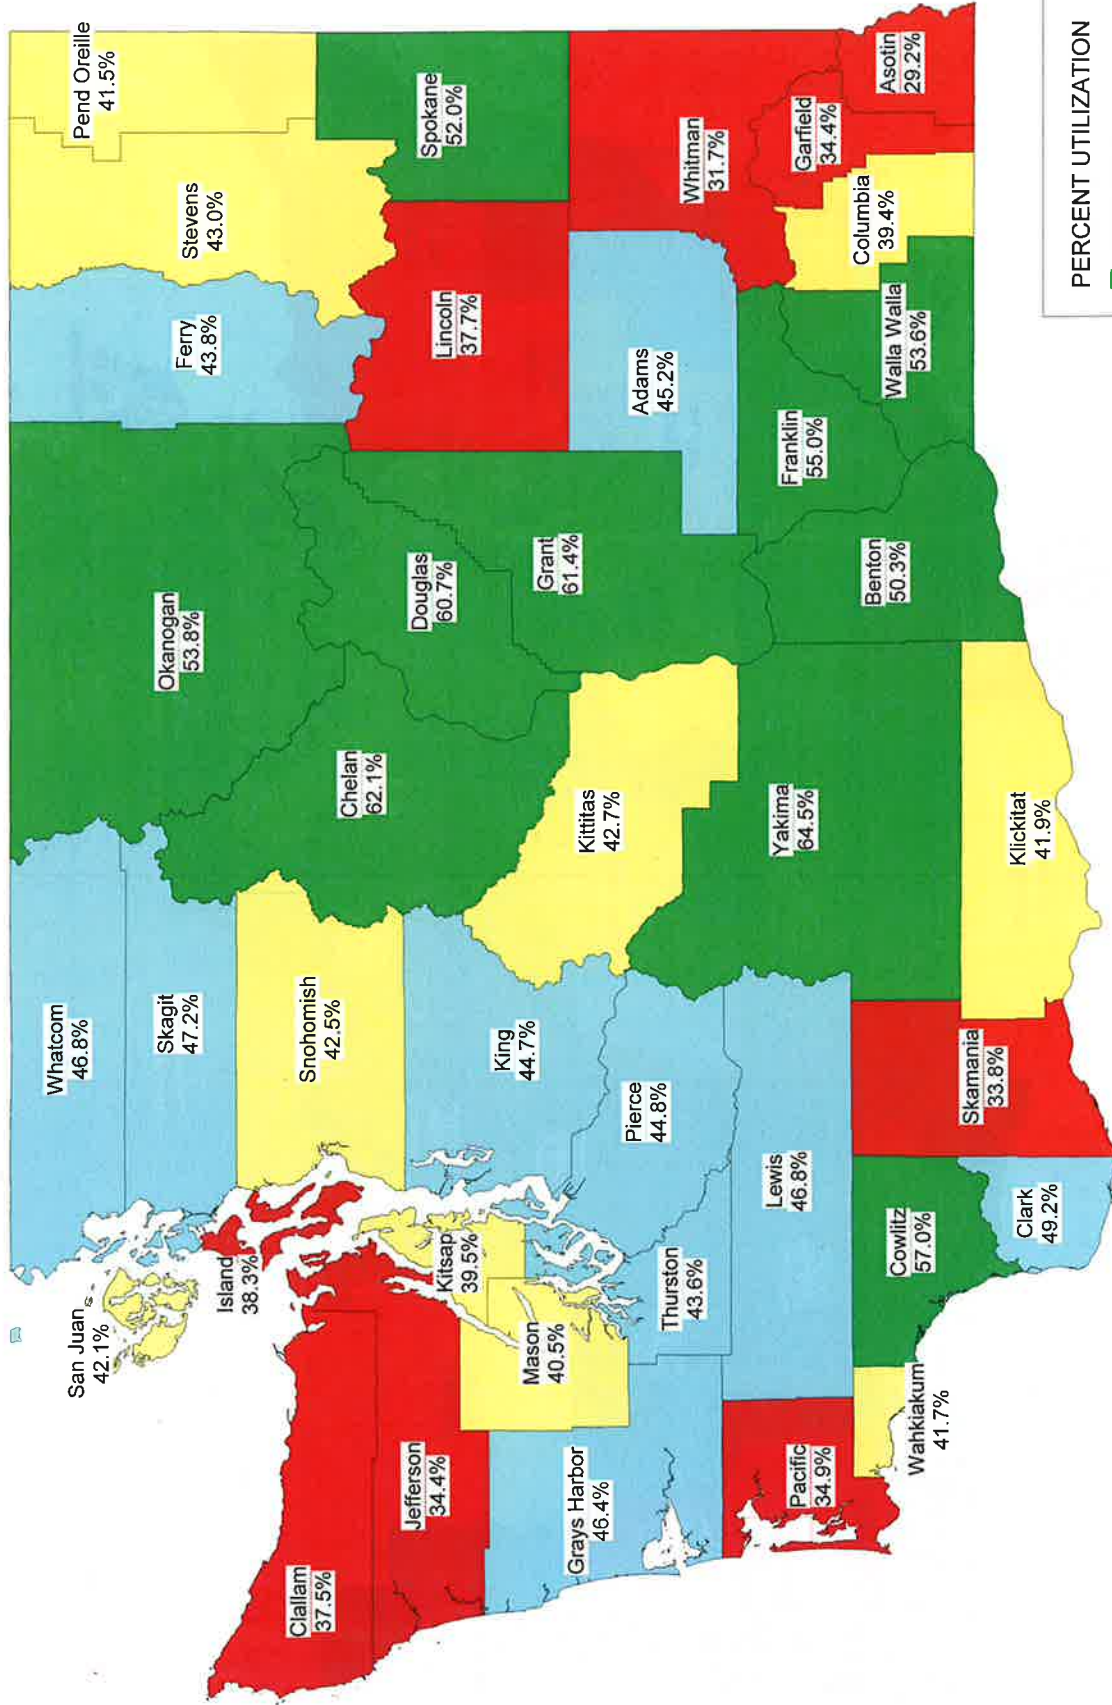 San Juan
42.1%
Whatcom
46.8%
Skagit
47.2%
Okanogan
53.8%
Ferry
43.8%
Stevens
43.0%
Pend Oreille
41.5%
Island
38.3%
Snohomish
42.5%
Chelan
62.1%
Clallam
37.5%
Jefferson
34.4%
Kitsap
39.5%
Douglas
60.7%
Lincoln
37.7%
Spokane
52.0%
King
44.7%
Mason
40.5%
Grant
61.4%
Kittitas
42.7%
Grays Harbor
46.4%
Pierce
44.8%
Thurston
43.6%
Adams
45.2%
Whitman
31.7%
Lewis
46.8%
Yakima
64.5%
Franklin
55.0%
Garfield
34.4%
Pacific
34.9%
Columbia
39.4%
Asotin
29.2%
Wahkiakum
41.7%
Cowlitz
57.0%
Benton
50.3%
Walla Walla
53.6%
Skamania
33.8%
Clark
49.2%
Klickitat
41.9%
PERCENT UTILIZATION